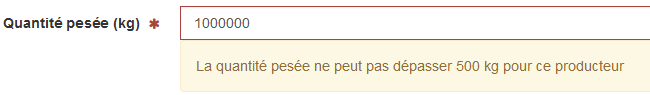 Quantité pesée (kg) ✱ 1000000
La quantité pesée ne peut pas dépasser 500 kg pour ce producteur